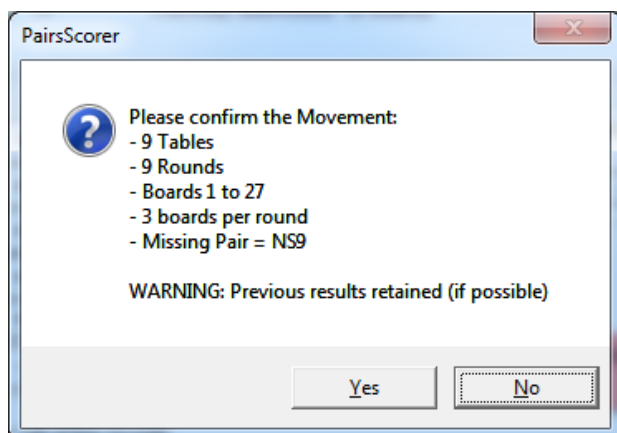 PairsScorer
Please confirm the Movement:
- 9 Tables
- 9 Rounds
- Boards 1 to 27
- 3 boards per round
- Missing Pair = NS9
WARNING: Previous results retained (if possible)
Yes
No